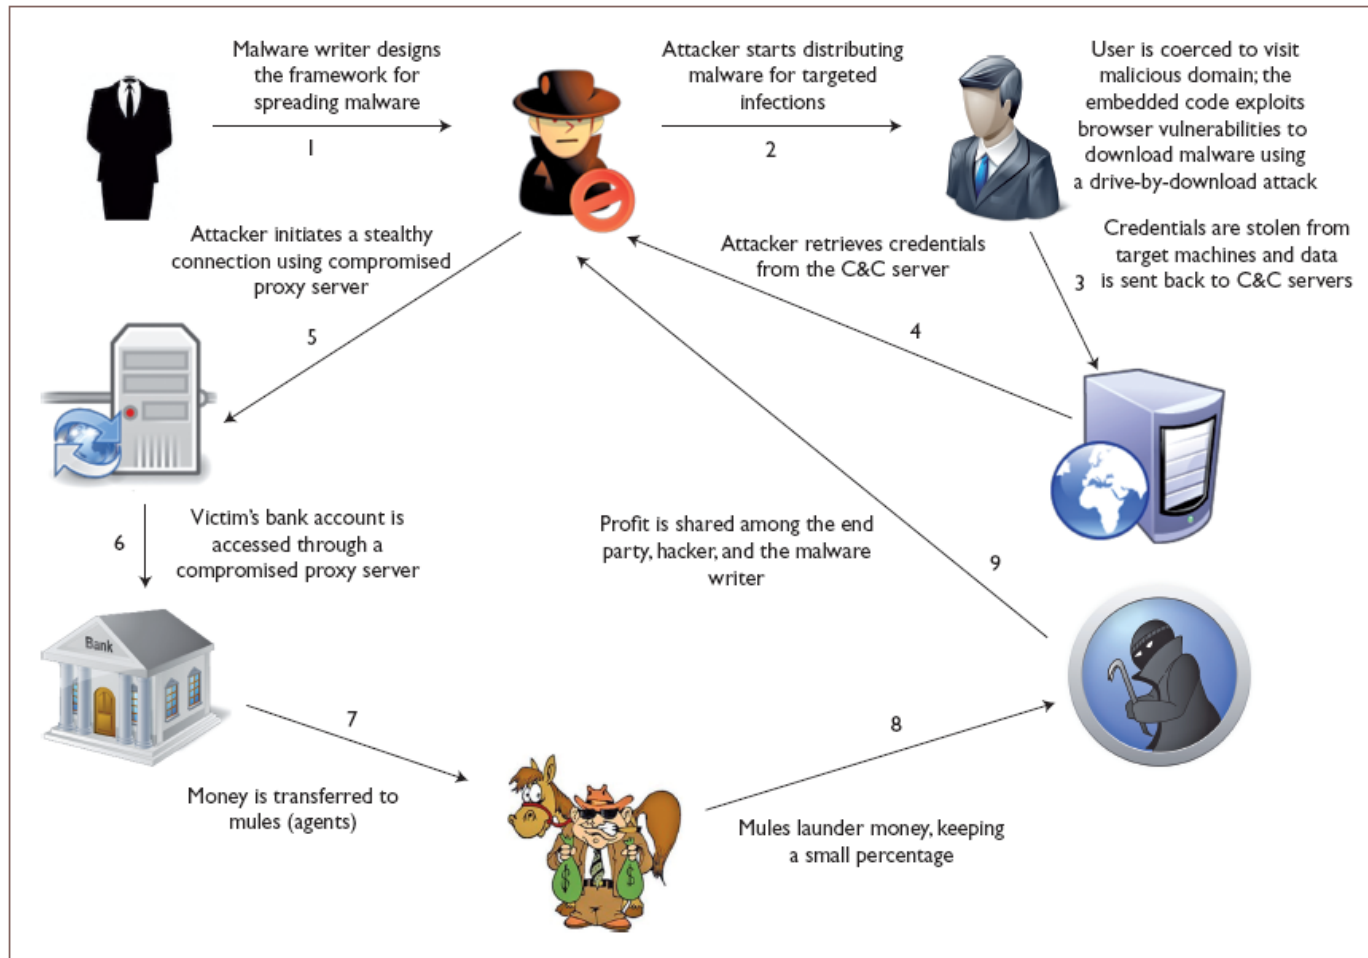 Malware writer designs
the framework for
spreading malware
1
Attacker starts distributing
malware for targeted
infections
2
User is coerced to visit
malicious domain; the
embedded code exploits
browser vulnerabilities to
download malware using
a drive-by-download attack
Credentials are stolen from
target machines and data
3 is sent back to C&C servers
Attacker retrieves credentials
from the C&C server
4
Attacker initiates a stealthy
connection using compromised
proxy server
5
6
Victim's bank account is
accessed through a
compromised proxy server
Bank
7
Money is transferred to
mules (agents)
$ $
8
Mules launder money, keeping
a small percentage
Profit is shared among the end
party, hacker, and the malware
writer
9